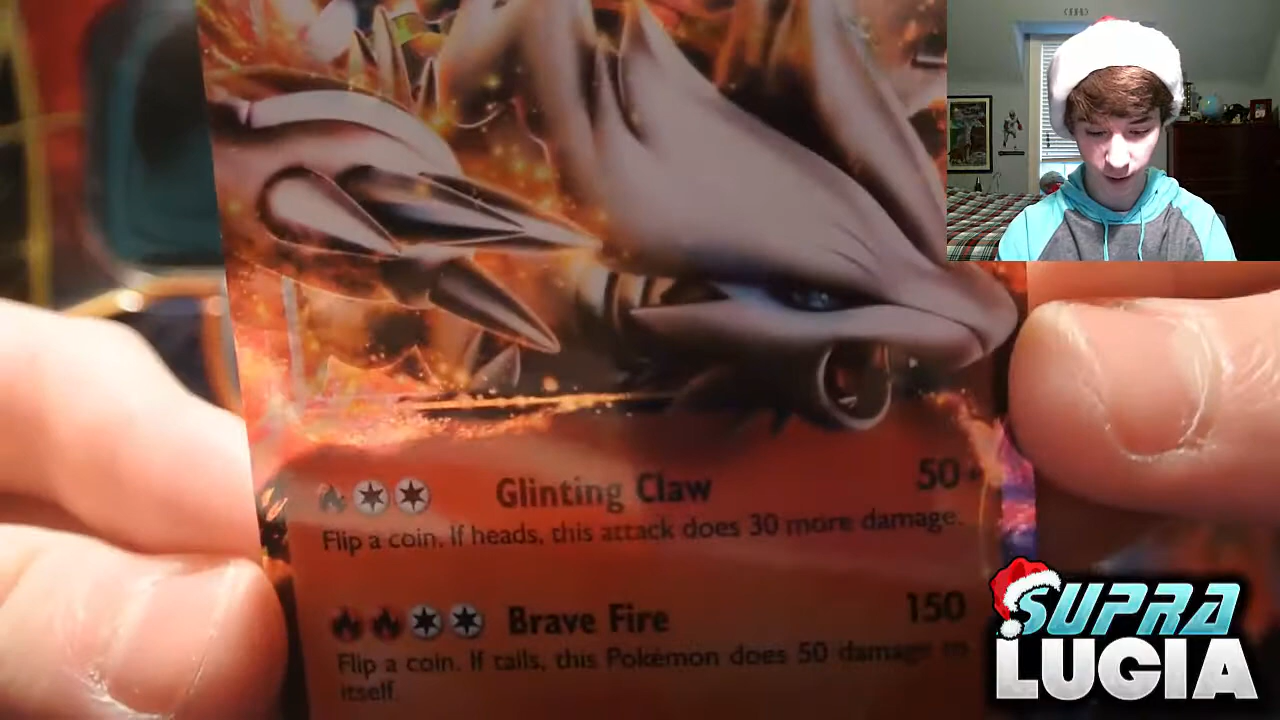 Glinting Claw 50+
Flip a coin. If heads, this attack does 30 more damage.
Brave Fire 150
Flip a coin. If tails, this Pokémon does 50 damage to
itself.
SUPRA
LUGIA